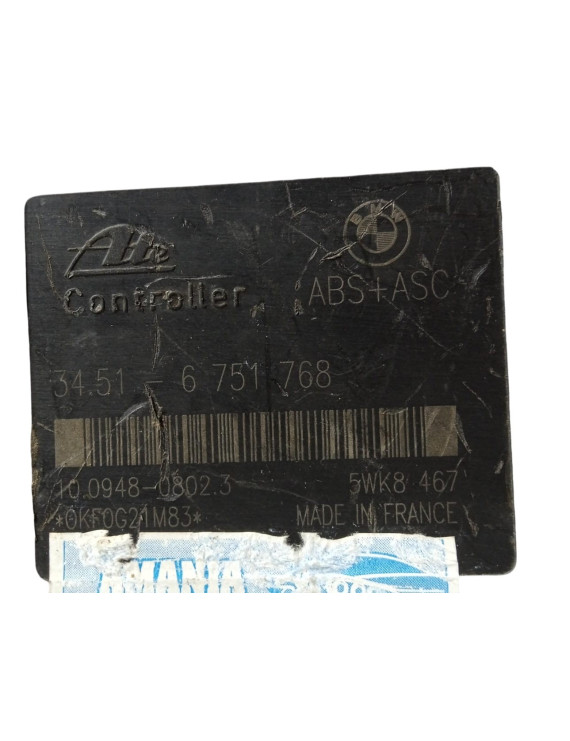 Ate
BMW
Controller
ABS+ASC
34.51 - 6 751 768
10.0948-0802.3
5WK8 467
*0KF0G21M83*
MADE IN FRANCE
AMANIA